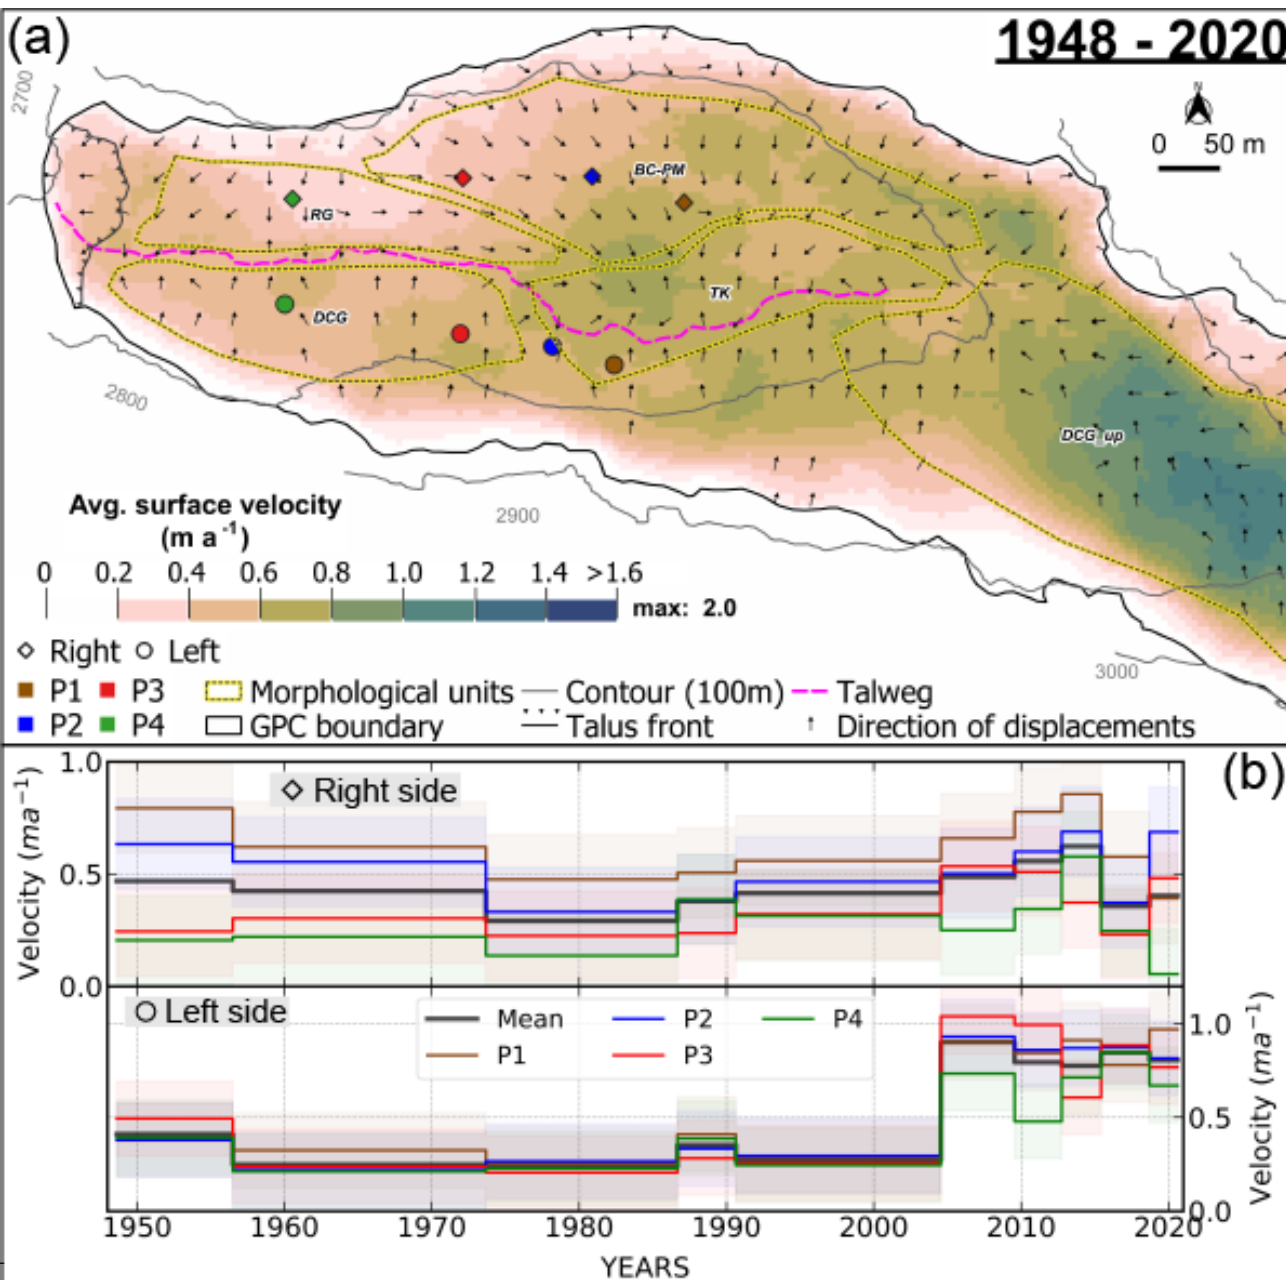 (a)
1948 - 2020
2700
N
0 50 m
BC-PM
RG
TK
DCG
2800
DCG_up
2900
Avg. surface velocity
(m a⁻¹)
0 0.2 0.4 0.6 0.8 1.0 1.2 1.4 >1.6
max: 2.0
3000
Right Left
P1 P3 Morphological units Contour (100m) Talweg
P2 P4 GPC boundary Talus front Direction of displacements
(b)
1.0
Right side
Velocity (ma⁻¹)
0.5
0.0
Left side
Mean P2 P4
P1 P3
1.0
0.5
0.0
Velocity (ma⁻¹)
1950 1960 1970 1980 1990 2000 2010 2020
YEARS